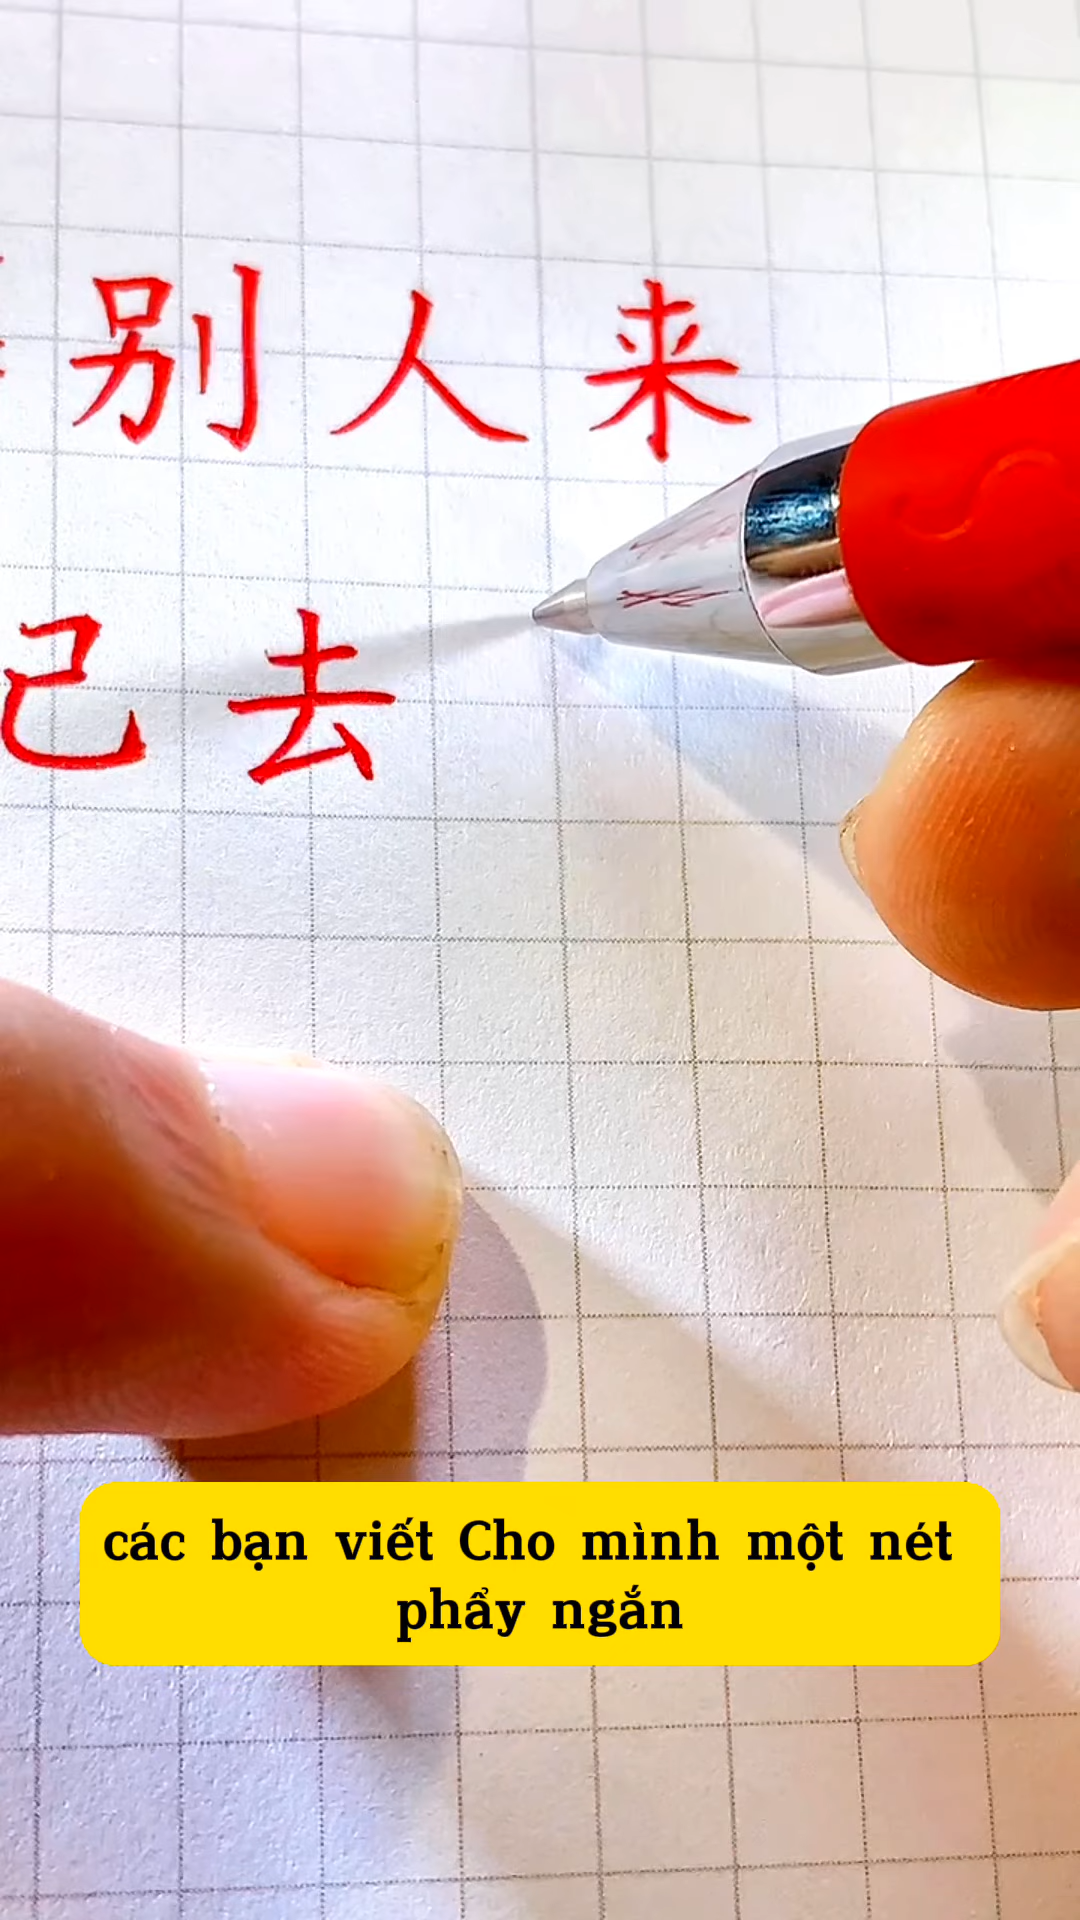 别人来
己去
các bạn viết Cho mình một nét
phẩy ngắn